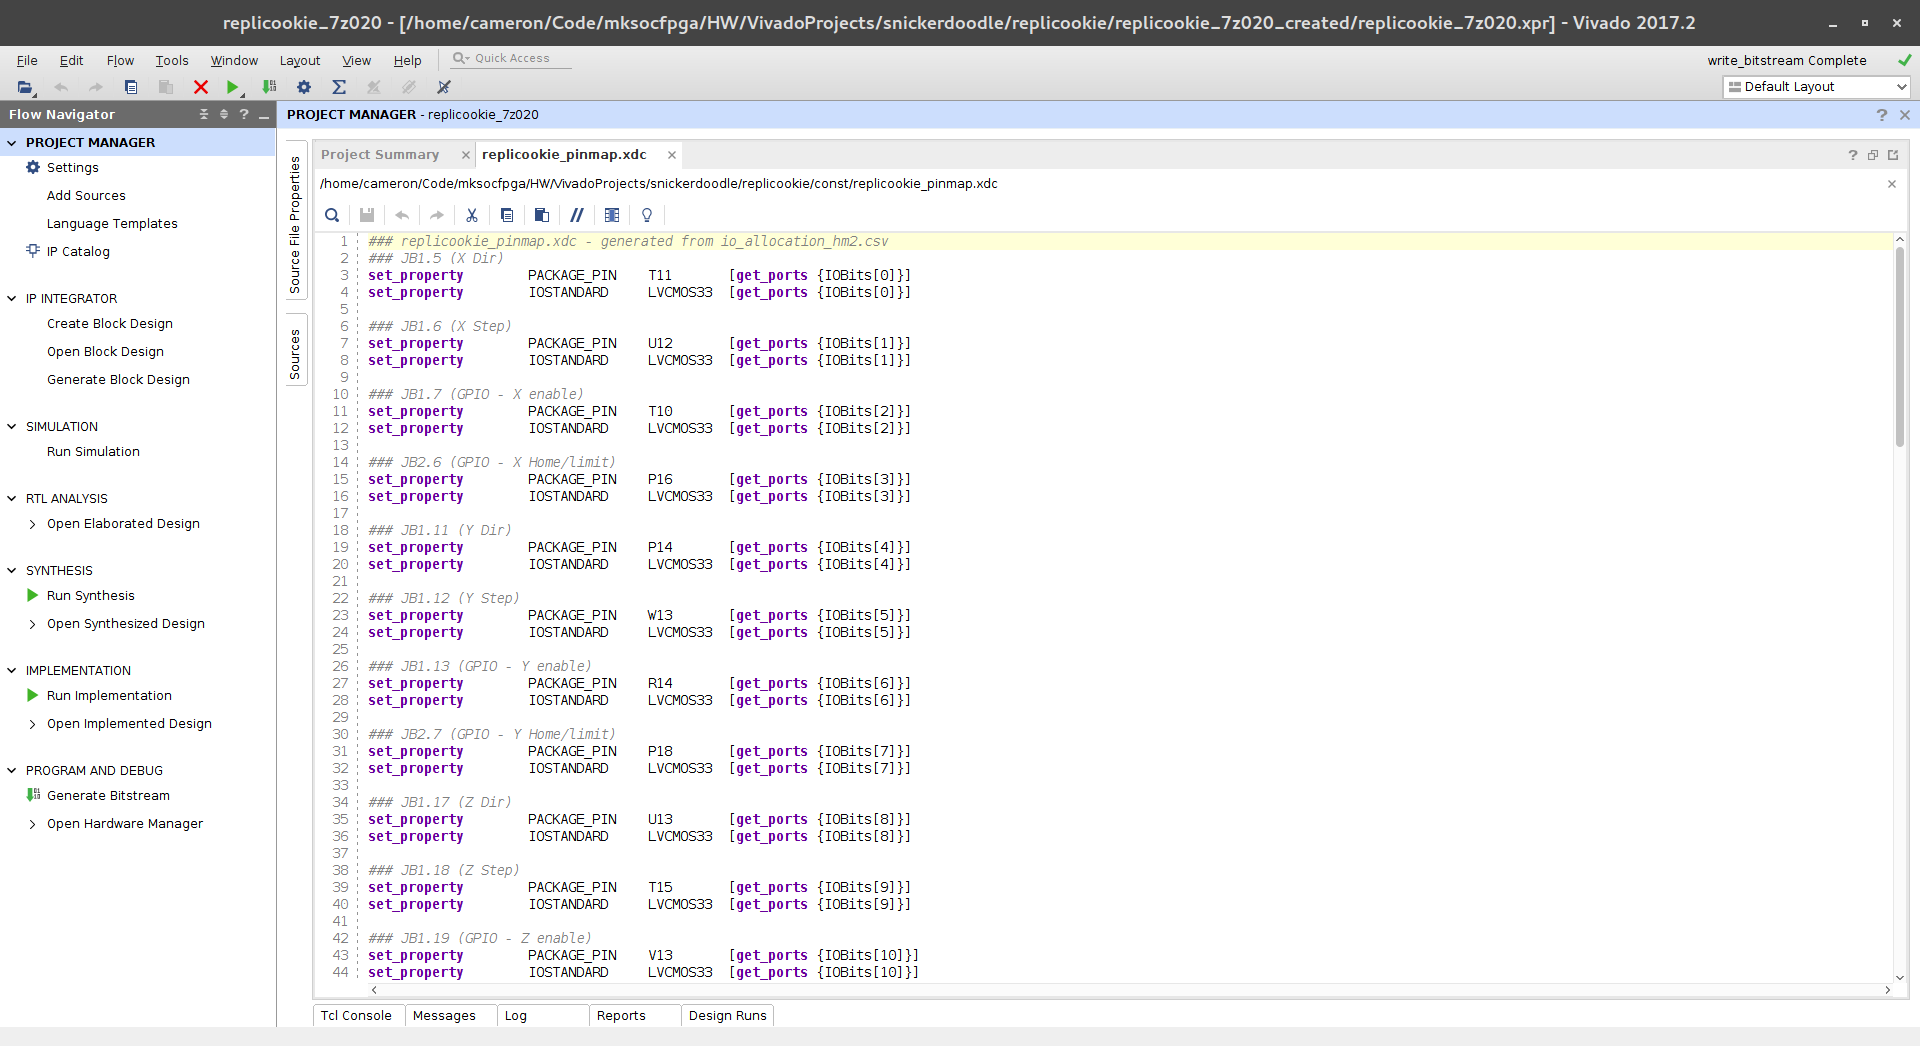 replicookie_7z020 - [/home/cameron/Code/mksocfpga/HW/VivadoProjects/snickerdoodle/replicookie/replicookie_7z020_created/replicookie_7z020.xpr] - Vivado 2017.2
File Edit Flow Tools Window Layout View Help Quick Access
write_bitstream Complete
Default Layout
Flow Navigator
PROJECT MANAGER
Settings
Add Sources
Language Templates
IP Catalog
IP INTEGRATOR
Create Block Design
Open Block Design
Generate Block Design
SIMULATION
Run Simulation
RTL ANALYSIS
Open Elaborated Design
SYNTHESIS
Run Synthesis
Open Synthesized Design
IMPLEMENTATION
Run Implementation
Open Implemented Design
PROGRAM AND DEBUG
Generate Bitstream
Open Hardware Manager
PROJECT MANAGER - replicookie_7z020
Source File Properties
Sources
Project Summary replicookie_pinmap.xdc
/home/cameron/Code/mksocfpga/HW/VivadoProjects/snickerdoodle/replicookie/const/replicookie_pinmap.xdc
1 ### replicookie_pinmap.xdc - generated from io_allocation_hm2.csv
2 ### JB1.5 (X Dir)
3 set_property PACKAGE_PIN T11 [get_ports {IOBits[0]}]
4 set_property IOSTANDARD LVCMOS33 [get_ports {IOBits[0]}]
5
6 ### JB1.6 (X Step)
7 set_property PACKAGE_PIN U12 [get_ports {IOBits[1]}]
8 set_property IOSTANDARD LVCMOS33 [get_ports {IOBits[1]}]
9
10 ### JB1.7 (GPIO - X enable)
11 set_property PACKAGE_PIN T10 [get_ports {IOBits[2]}]
12 set_property IOSTANDARD LVCMOS33 [get_ports {IOBits[2]}]
13
14 ### JB2.6 (GPIO - X Home/limit)
15 set_property PACKAGE_PIN P16 [get_ports {IOBits[3]}]
16 set_property IOSTANDARD LVCMOS33 [get_ports {IOBits[3]}]
17
18 ### JB1.11 (Y Dir)
19 set_property PACKAGE_PIN P14 [get_ports {IOBits[4]}]
20 set_property IOSTANDARD LVCMOS33 [get_ports {IOBits[4]}]
21
22 ### JB1.12 (Y Step)
23 set_property PACKAGE_PIN W13 [get_ports {IOBits[5]}]
24 set_property IOSTANDARD LVCMOS33 [get_ports {IOBits[5]}]
25
26 ### JB1.13 (GPIO - Y enable)
27 set_property PACKAGE_PIN R14 [get_ports {IOBits[6]}]
28 set_property IOSTANDARD LVCMOS33 [get_ports {IOBits[6]}]
29
30 ### JB2.7 (GPIO - Y Home/limit)
31 set_property PACKAGE_PIN P18 [get_ports {IOBits[7]}]
32 set_property IOSTANDARD LVCMOS33 [get_ports {IOBits[7]}]
33
34 ### JB1.17 (Z Dir)
35 set_property PACKAGE_PIN U13 [get_ports {IOBits[8]}]
36 set_property IOSTANDARD LVCMOS33 [get_ports {IOBits[8]}]
37
38 ### JB1.18 (Z Step)
39 set_property PACKAGE_PIN T15 [get_ports {IOBits[9]}]
40 set_property IOSTANDARD LVCMOS33 [get_ports {IOBits[9]}]
41
42 ### JB1.19 (GPIO - Z enable)
43 set_property PACKAGE_PIN V13 [get_ports {IOBits[10]}]
44 set_property IOSTANDARD LVCMOS33 [get_ports {IOBits[10]}]
Tcl Console Messages Log Reports Design Runs